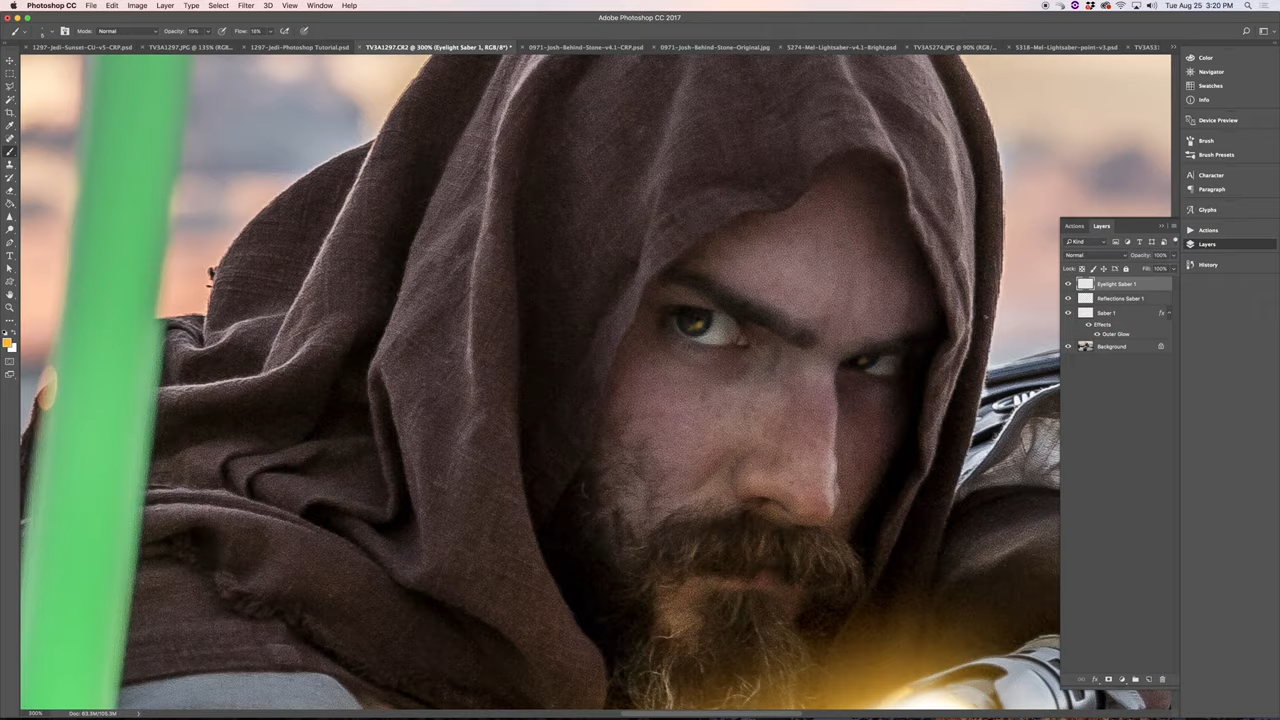 Photoshop CC File Edit Image Layer Type Select Filter View Window Help Tue Aug 25 3:20 PM
Adobe Photoshop CC 2017
5 Mode: Normal Opacity: 19% Flow: 18%
1297-Jedi-Sunset-CU-v5-CRP.psd TV3A1297.JPG @ 135% (RGB... 1297-Jedi-Photoshop Tutorial.psd TV3A1297.CR2 @ 300% (Eyelight Saber 1, RGB/8*) * 0971-Josh-Behind-Stone-v4.1-CRP.psd 0971-Josh-Behind-Stone-Original.jpg 5274-Mel-Lightsaber-v4.1-Bright.psd TV3A5274.JPG @ 90% (RGB/... 5318-Mel-Lightsaber-point-v3.psd TV3A53
Color
Navigator
Swatches
Info
Device Preview
Brush
Brush Presets
Character
Paragraph
Glyphs
Actions
Layers
History
Actions Layers
Kind
Normal Opacity: 100%
Lock: Fill: 100%
Eyelight Saber 1
Reflections Saber 1
Saber 1 fx
Effects
Outer Glow
Background
fx
300% Doc: 63.3M/105.3M